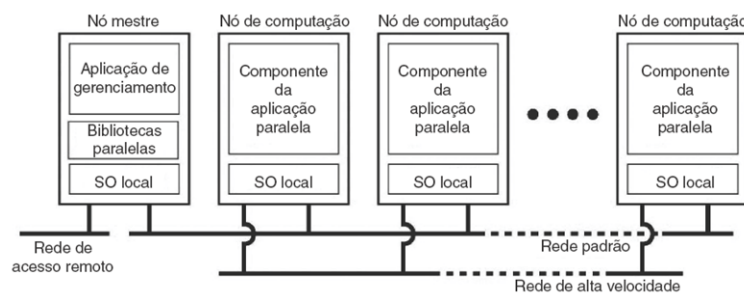 Nó mestre
Aplicação de
gerenciamento
Bibliotecas
paralelas
SO local
Nó de computação
Componente
da
aplicação
paralela
SO local
Nó de computação
Componente
da
aplicação
paralela
SO local
Nó de computação
Componente
da
aplicação
paralela
SO local
Rede de
acesso remoto
Rede padrão
Rede de alta velocidade